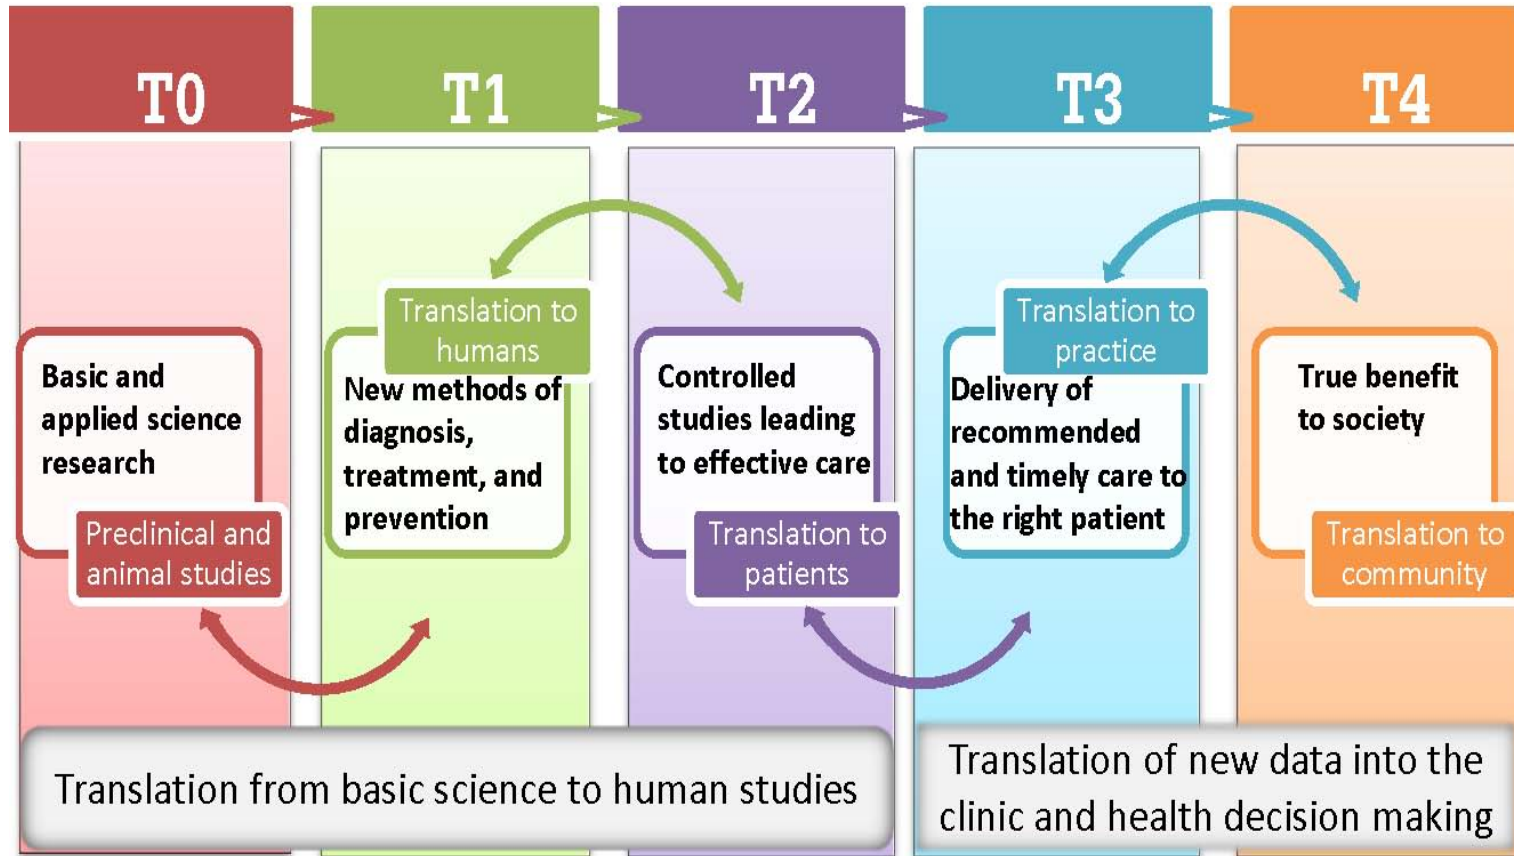 T0
T1
T2
T3
T4
Basic and
applied science
research
Preclinical and
animal studies
Translation to
humans
New methods of
diagnosis,
treatment, and
prevention
Controlled
studies leading
to effective care
Translation to
patients
Translation to
practice
Delivery of
recommended
and timely care to
the right patient
True benefit
to society
Translation to
community
Translation from basic science to human studies
Translation of new data into the
clinic and health decision making